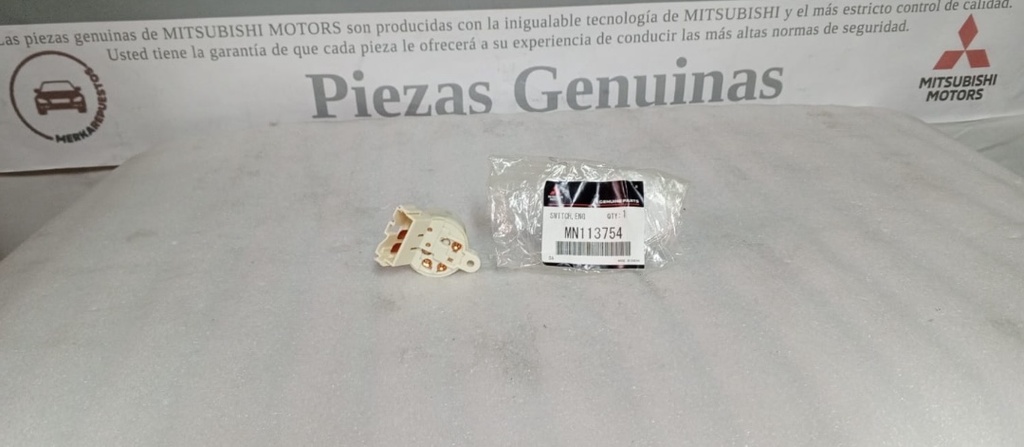 Las piezas genuinas de MITSUBISHI MOTORS son producidas con la inigualable tecnología de MITSUBISHI y el más estricto control de calidad.
Usted tiene la garantía de que cada pieza le ofrecerá a su experiencia de conducir las más altas normas de seguridad.
Piezas Genuinas
MERKAREPUESTOS
MITSUBISHI
MOTORS
GENUINE PARTS
SWITCH, ENG QTY: 1
MN113754